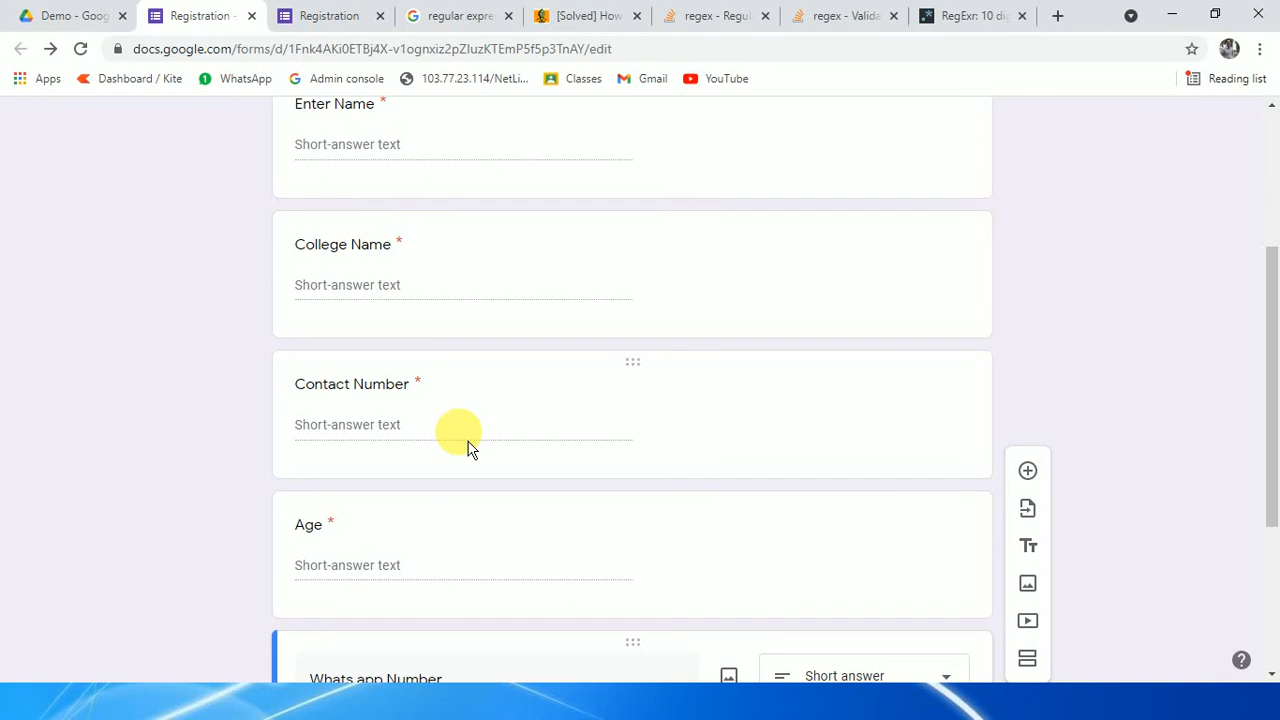 Demo - Goog
Registration -
Registration
regular expre
[Solved] How
regex - Regul
regex - Valida
RegExr: 10 di
docs.google.com/forms/d/1Fnk4AKi0ETBj4X-v1ognxiz2pZIuzKTEmP5f5p3TnAY/edit
Apps
Dashboard / Kite
WhatsApp
Admin console
103.77.23.114/NetLi...
Classes
Gmail
YouTube
Reading list
Enter Name *
Short-answer text
College Name *
Short-answer text
Contact Number *
Short-answer text
Age *
Short-answer text
Whats app Number
Short answer